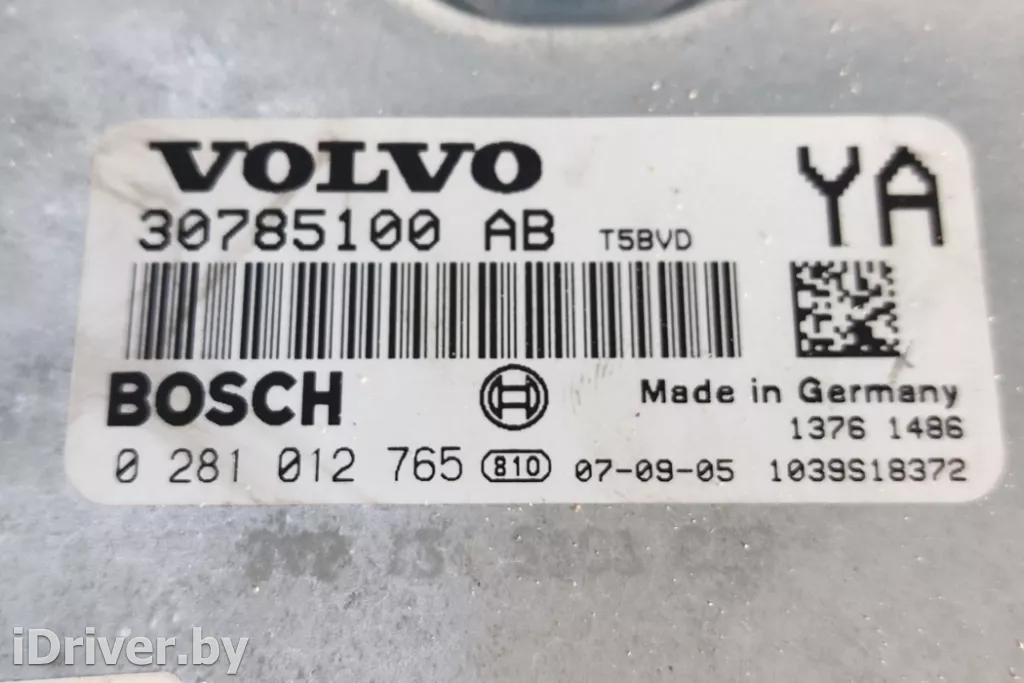 VOLVO
YA
30785100 AB T5BVD
BOSCH
Made in Germany
1376 1486
0 281 012 765 810 07-09-05 1039S18372
iDriver.by